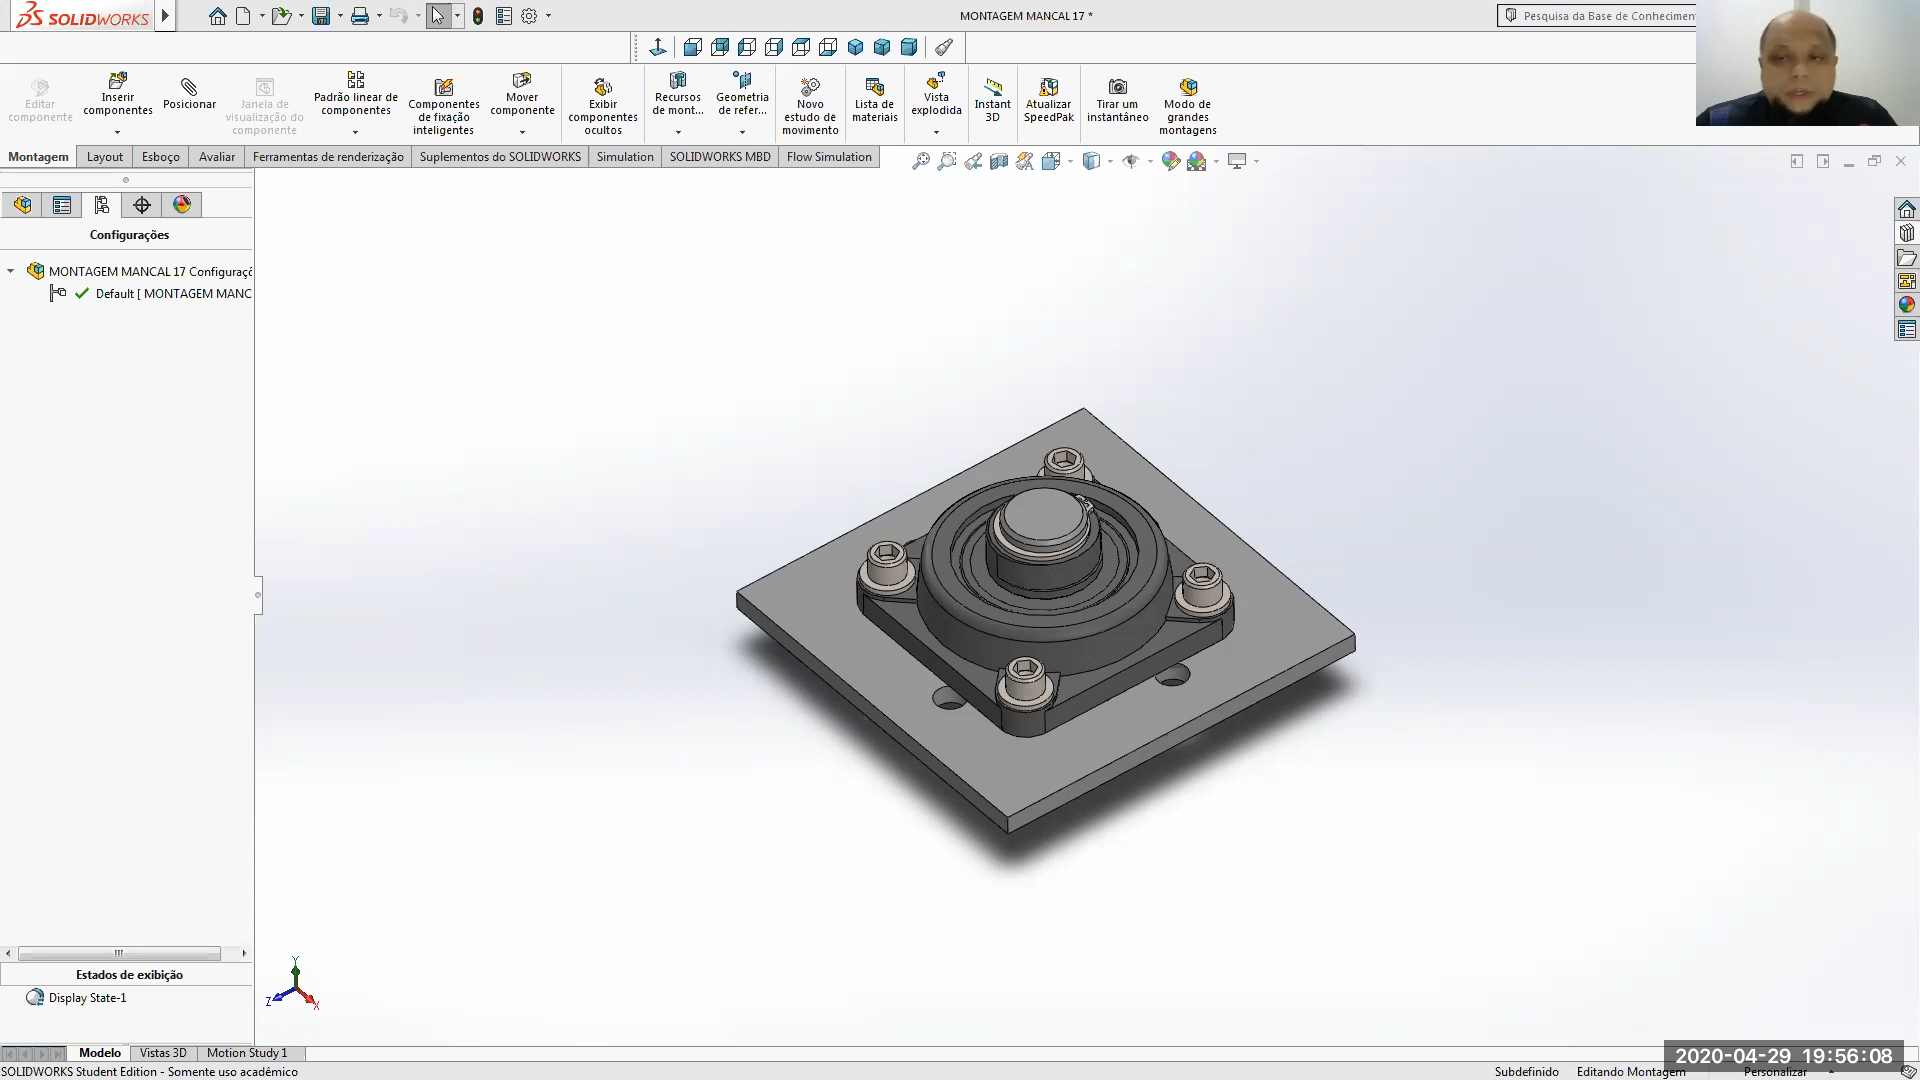 SOLIDWORKS
MONTAGEM MANCAL 17 *
Pesquisa da Base de Conheciment
Editar componente
Inserir componentes
Posicionar
Janela de visualização do componente
Padrão linear de componentes
Componentes de fixação inteligentes
Mover componente
Exibir componentes ocultos
Recursos de mont...
Geometria de refer...
Novo estudo de movimento
Lista de materiais
Vista explodida
Instant 3D
Atualizar SpeedPak
Tirar um instantâneo
Modo de grandes montagens
Montagem
Layout
Esboço
Avaliar
Ferramentas de renderização
Suplementos do SOLIDWORKS
Simulation
SOLIDWORKS MBD
Flow Simulation
Configurações
MONTAGEM MANCAL 17 Configuraçõ
Default [ MONTAGEM MANC
Estados de exibição
Display State-1
Y
Z
X
Modelo
Vistas 3D
Motion Study 1
2020-04-29 19:56:08
SOLIDWORKS Student Edition - Somente uso acadêmico
Subdefinido
Editando Montagem
Personalizar